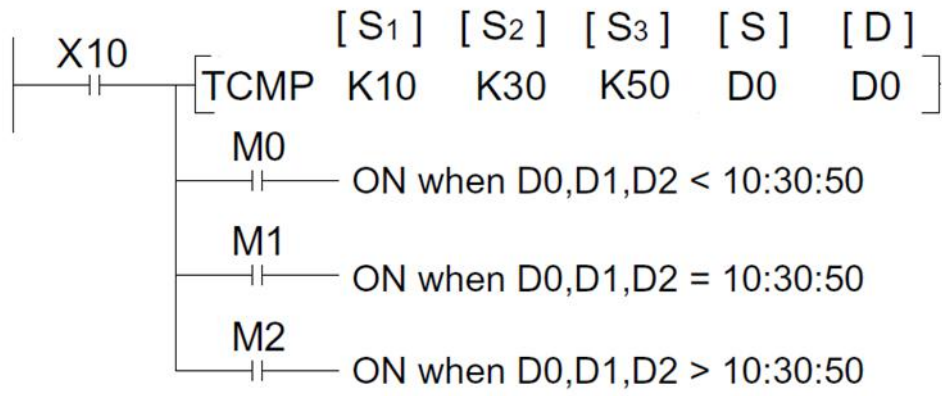 [ S1 ] [ S2 ] [ S3 ] [ S ] [ D ]
X10
TCMP K10 K30 K50 D0 D0
M0
ON when D0,D1,D2 < 10:30:50
M1
ON when D0,D1,D2 = 10:30:50
M2
ON when D0,D1,D2 > 10:30:50